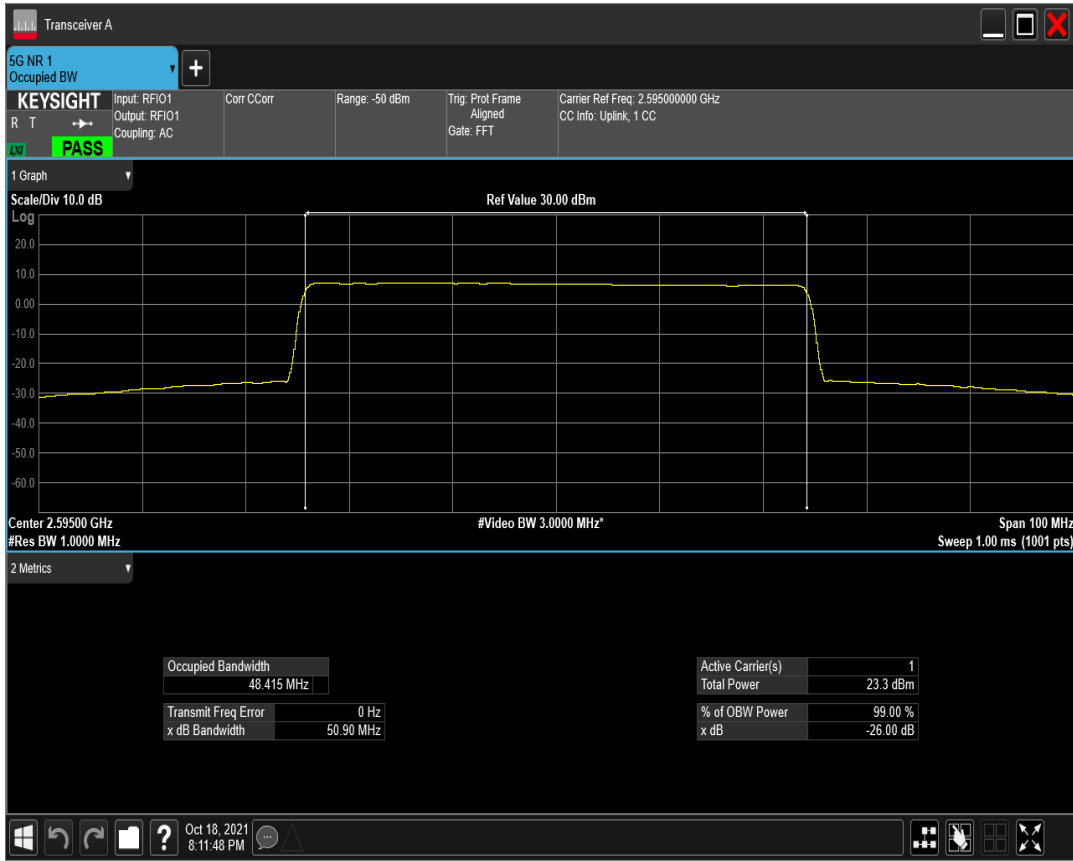 Transceiver A
5G NR 1
Occupied BW
KEYSIGHT
Input: RFIO1
Corr CCorr
Range: -50 dBm
Trig: Prot Frame
Carrier Ref Freq: 2.595000000 GHz
R T
Output: RFIO1
Aligned
CC Info: Uplink, 1 CC
Coupling: AC
Gate: FFT
LXI
PASS
1 Graph
Scale/Div 10.0 dB
Ref Value 30.00 dBm
Log
20.0
10.0
0.00
-10.0
-20.0
-30.0
-40.0
-50.0
-60.0
Center 2.59500 GHz
#Video BW 3.0000 MHz*
Span 100 MHz
#Res BW 1.0000 MHz
Sweep 1.00 ms (1001 pts)
2 Metrics
Occupied Bandwidth
48.415 MHz
Transmit Freq Error 0 Hz
x dB Bandwidth 50.90 MHz
Active Carrier(s) 1
Total Power 23.3 dBm
% of OBW Power 99.00 %
x dB -26.00 dB
?
Oct 18, 2021
8:11:48 PM